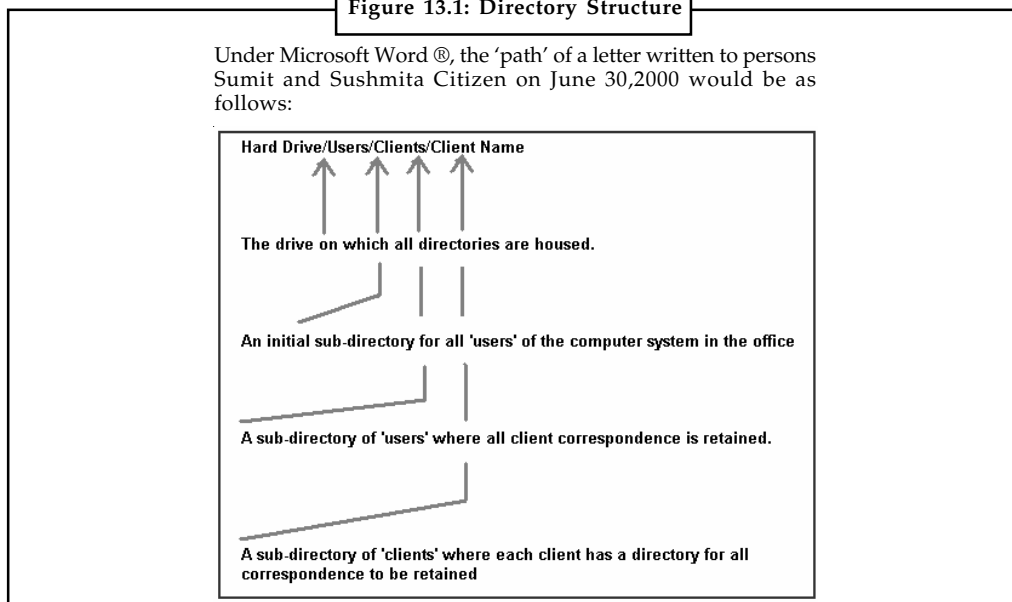 Figure 13.1: Directory Structure
Under Microsoft Word ®, the ‘path’ of a letter written to persons
Sumit and Sushmita Citizen on June 30,2000 would be as
follows:
Hard Drive/Users/Clients/Client Name
The drive on which all directories are housed.
An initial sub-directory for all 'users' of the computer system in the office
A sub-directory of 'users' where all client correspondence is retained.
A sub-directory of 'clients' where each client has a directory for all
correspondence to be retained